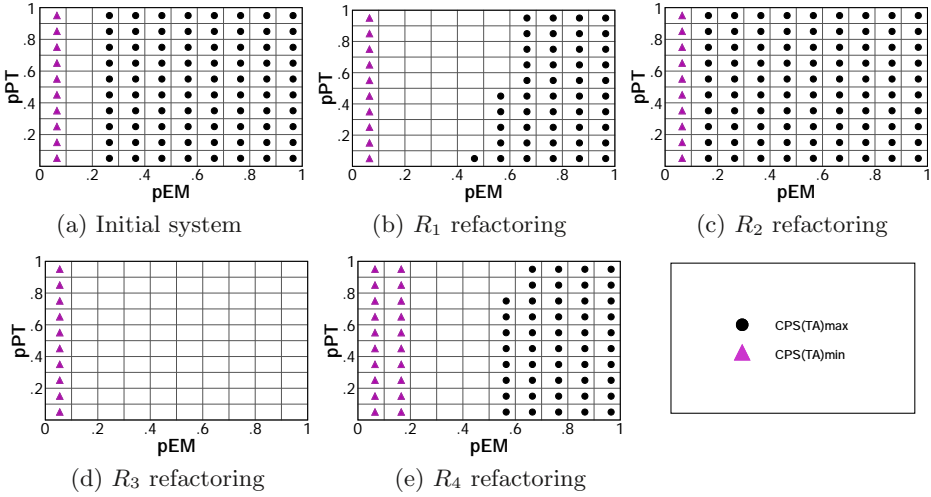 1
.8
.6
.4
.2
pPT
0 .2 .4 .6 .8 1
pEM
(a) Initial system
1
.8
.6
.4
.2
pPT
0 .2 .4 .6 .8 1
pEM
(b) R1 refactoring
1
.8
.6
.4
.2
pPT
0 .2 .4 .6 .8 1
pEM
(c) R2 refactoring
1
.8
.6
.4
.2
pPT
0 .2 .4 .6 .8 1
pEM
(d) R3 refactoring
1
.8
.6
.4
.2
pPT
0 .2 .4 .6 .8 1
pEM
(e) R4 refactoring
CPS(TA)max
CPS(TA)min